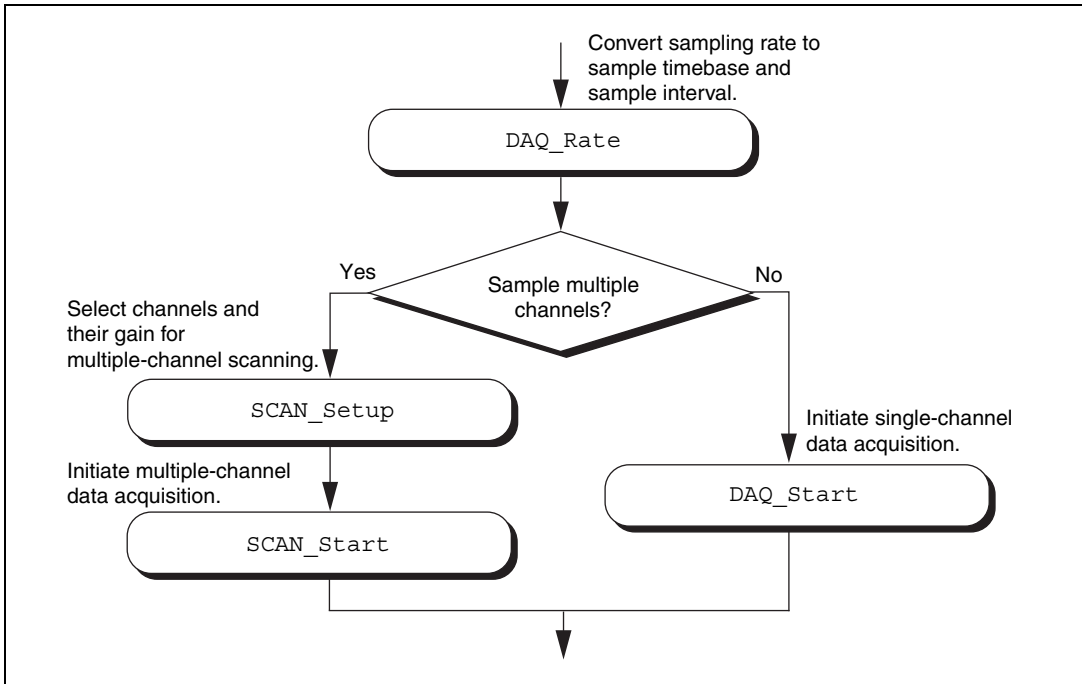 Convert sampling rate to
sample timebase and
sample interval.
DAQ_Rate
Sample multiple
channels?
Yes
No
Select channels and
their gain for
multiple-channel scanning.
SCAN_Setup
Initiate multiple-channel
data acquisition.
SCAN_Start
Initiate single-channel
data acquisition.
DAQ_Start